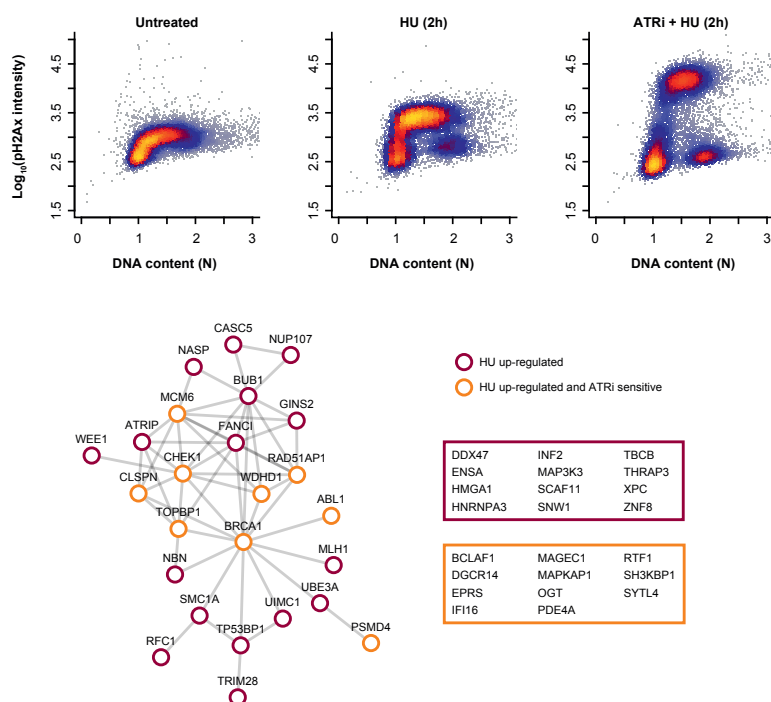 Untreated
HU (2h)
ATRi + HU (2h)
Log10(pH2Ax intensity)
4.5
3.5
2.5
1.5
0 1 2 3
DNA content (N)
4.5
3.5
2.5
1.5
0 1 2 3
DNA content (N)
4.5
3.5
2.5
1.5
0 1 2 3
DNA content (N)
CASC5
NUP107
NASP
BUB1
MCM6
GINS2
ATRIP
FANCI
WEE1
CHEK1
RAD51AP1
CLSPN
WDHD1
TOPBP1
BRCA1
ABL1
NBN
MLH1
SMC1A
UIMC1
UBE3A
RFC1
TP53BP1
PSMD4
TRIM28
HU up-regulated
HU up-regulated and ATRi sensitive
DDX47 INF2 TBCB
ENSA MAP3K3 THRAP3
HMGA1 SCAF11 XPC
HNRNPA3 SNW1 ZNF8
BCLAF1 MAGEC1 RTF1
DGCR14 MAPKAP1 SH3KBP1
EPRS OGT SYTL4
IFI16 PDE4A